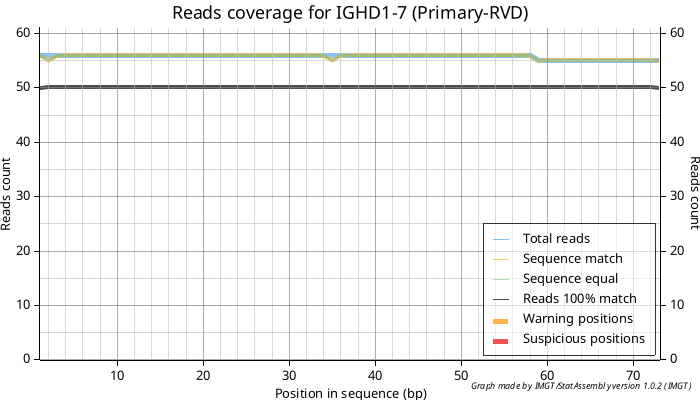 Reads coverage for IGHD1-7 (Primary-RVD)
60
50
40
30
20
10
0
Reads count
60
50
40
30
20
10
0
Reads count
Total reads
Sequence match
Sequence equal
Reads 100% match
Warning positions
Suspicious positions
10 20 30 40 50 60 70
Position in sequence (bp)
Graph made by IMGT/StatAssembly version 1.0.2 (IMGT)